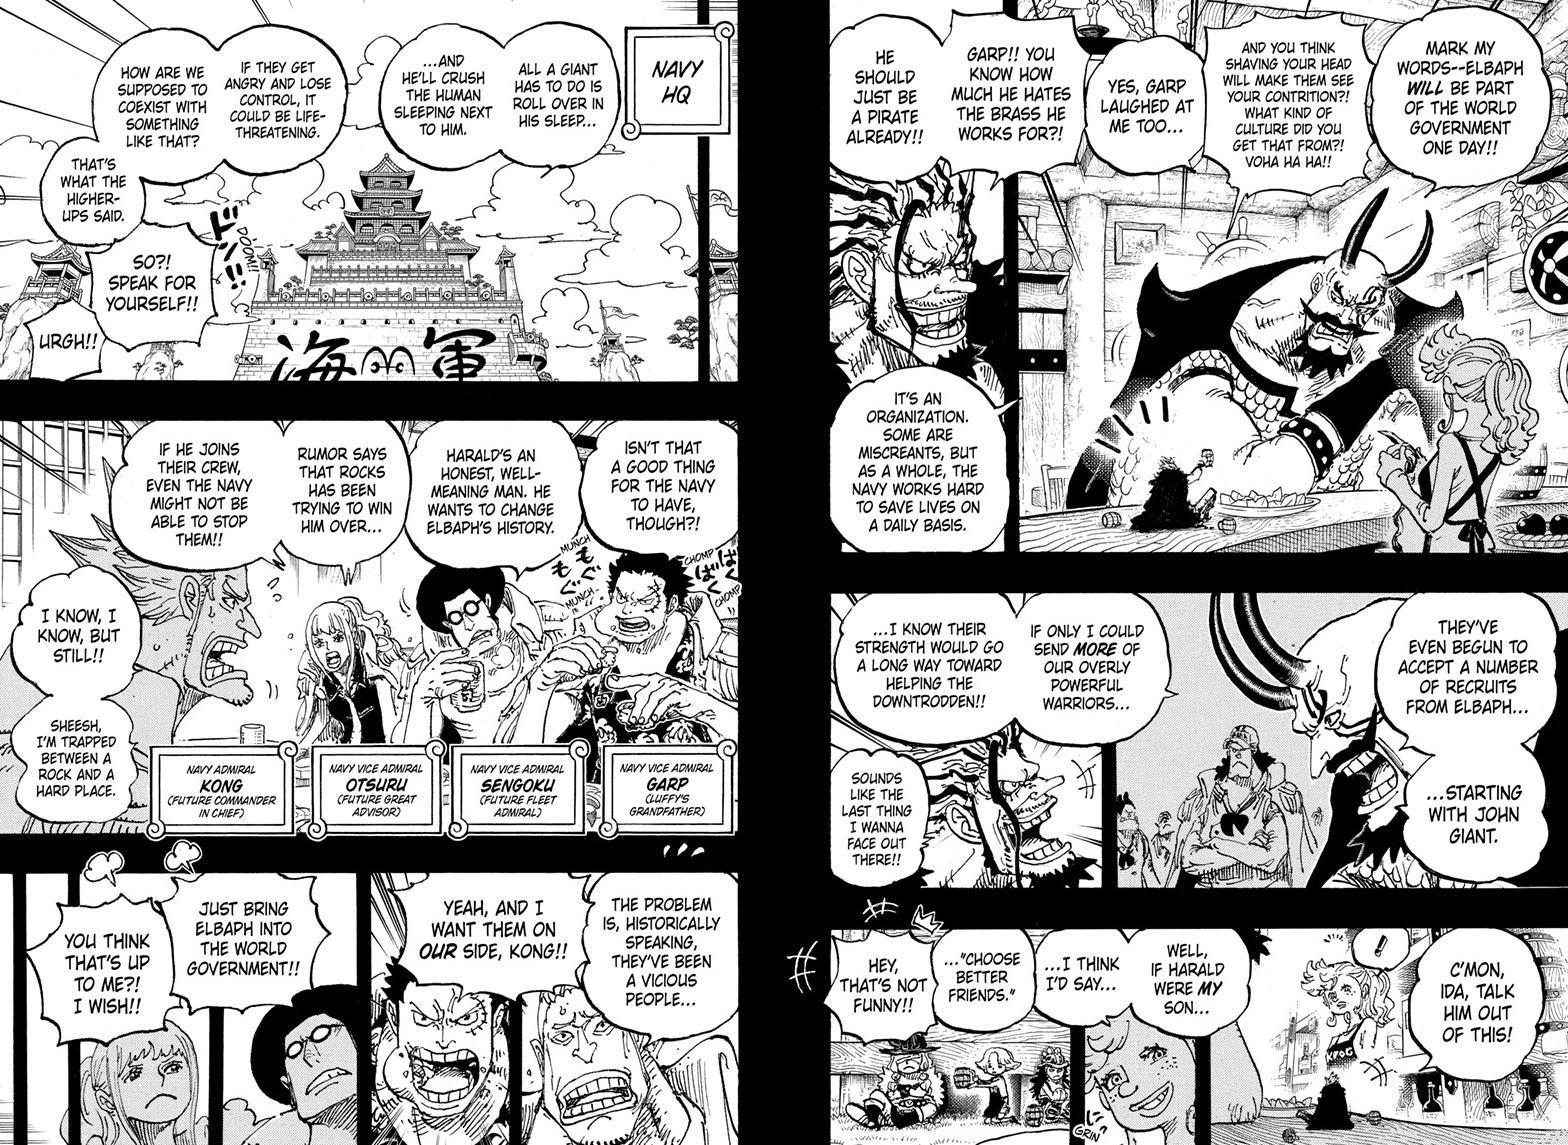 MARK MY
WORDS--ELBAPH
WILL BE PART
OF THE WORLD
GOVERNMENT
ONE DAY!!
AND YOU THINK
SHAVING YOUR HEAD
WILL MAKE THEM SEE
YOUR CONTRITION?!
WHAT KIND OF
CULTURE DID YOU
GET THAT FROM?!
VOHA HA HA!!
YES, GARP
LAUGHED AT
ME TOO...
GARP!! YOU
KNOW HOW
MUCH HE HATES
THE BRASS HE
WORKS FOR?!
HE
SHOULD
JUST BE
A PIRATE
ALREADY!!
IT'S AN
ORGANIZATION.
SOME ARE
MISCREANTS, BUT
AS A WHOLE, THE
NAVY WORKS HARD
TO SAVE LIVES ON
A DAILY BASIS.
THEY'VE
EVEN BEGUN TO
ACCEPT A NUMBER
OF RECRUITS
FROM ELBAPH...
...STARTING
WITH JOHN
GIANT.
IF ONLY I COULD
SEND MORE OF
OUR OVERLY
POWERFUL
WARRIORS...
...I KNOW THEIR
STRENGTH WOULD GO
A LONG WAY TOWARD
HELPING THE
DOWNTRODDEN!!
SOUNDS
LIKE THE
LAST THING
I WANNA
FACE OUT
THERE!!
C'MON,
IDA, TALK
HIM OUT
OF THIS!
!
WELL,
IF HARALD
WERE MY
SON...
...I THINK
I'D SAY...
GRIN
..."CHOOSE
BETTER
FRIENDS."
HEY,
THAT'S NOT
FUNNY!!
NAVY
HQ
ALL A GIANT
HAS TO DO IS
ROLL OVER IN
HIS SLEEP...
...AND
HE'LL CRUSH
THE HUMAN
SLEEPING NEXT
TO HIM.
IF THEY GET
ANGRY AND LOSE
CONTROL, IT
COULD BE LIFE-
THREATENING.
HOW ARE WE
SUPPOSED TO
COEXIST WITH
SOMETHING
LIKE THAT?
THAT'S
WHAT THE
HIGHER-
UPS SAID.
ドン!!
DOON!!
SO?!
SPEAK FOR
YOURSELF!!
URGH!!
海軍
ISN'T THAT
A GOOD THING
FOR THE NAVY
TO HAVE,
THOUGH?!
ばくばく
CHOMP
CHOMP
HARALD'S AN
HONEST, WELL-
MEANING MAN. HE
WANTS TO CHANGE
ELBAPH'S HISTORY.
もぐもぐ
MUNCH
MUNCH
RUMOR SAYS
THAT ROCKS
HAS BEEN
TRYING TO WIN
HIM OVER...
IF HE JOINS
THEIR CREW,
EVEN THE NAVY
MIGHT NOT BE
ABLE TO STOP
THEM!!
I KNOW, I
KNOW, BUT
STILL!!
SHEESH,
I'M TRAPPED
BETWEEN A
ROCK AND A
HARD PLACE.
NAVY VICE ADMIRAL
GARP
(LUFFY'S
GRANDFATHER)
NAVY VICE ADMIRAL
SENGOKU
(FUTURE FLEET
ADMIRAL)
NAVY VICE ADMIRAL
OTSURU
(FUTURE GREAT
ADVISOR)
NAVY ADMIRAL
KONG
(FUTURE COMMANDER
IN CHIEF)
THE PROBLEM
IS, HISTORICALLY
SPEAKING,
THEY'VE BEEN
A VICIOUS
PEOPLE...
YEAH, AND I
WANT THEM ON
OUR SIDE, KONG!!
JUST BRING
ELBAPH INTO
THE WORLD
GOVERNMENT!!
YOU THINK
THAT'S UP
TO ME?!
I WISH!!